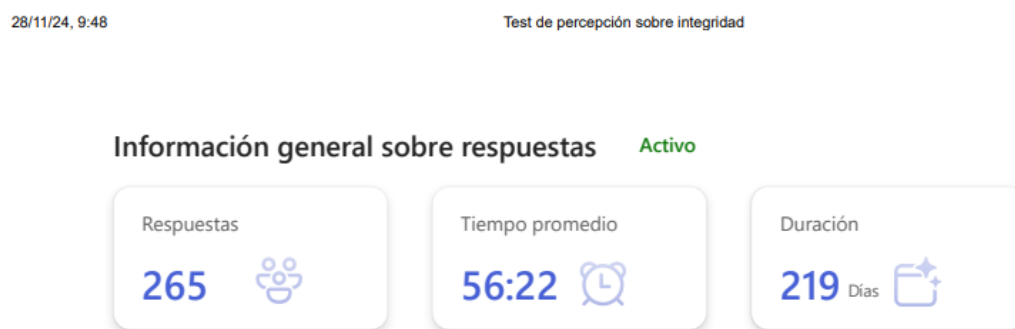 28/11/24, 9:48 Test de percepción sobre integridad
Información general sobre respuestas Activo
Respuestas Tiempo promedio Duración
265 56:22 219 Días